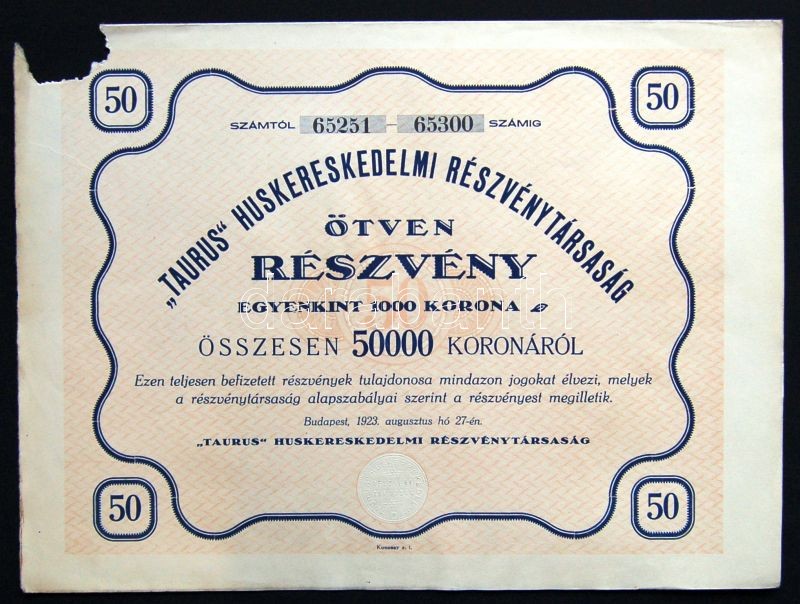 50
50
SZÁMTÓL 65251 — 65300 SZÁMIG
„TAURUS" HUSKERESKEDELMI RÉSZVÉNYTÁRSASÁG
ÖTVEN
RÉSZVÉNY
EGYENKINT 1000 KORONA
ÖSSZESEN 50000 KORONÁRÓL
Ezen teljesen befizetett részvények tulajdonosa mindazon jogokat élvezi, melyek
a részvénytársaság alapszabályai szerint a részvényest megilletik.
Budapest, 1923. augusztus hó 27-én.
„TAURUS" HUSKERESKEDELMI RÉSZVÉNYTÁRSASÁG
50
50
darabanth